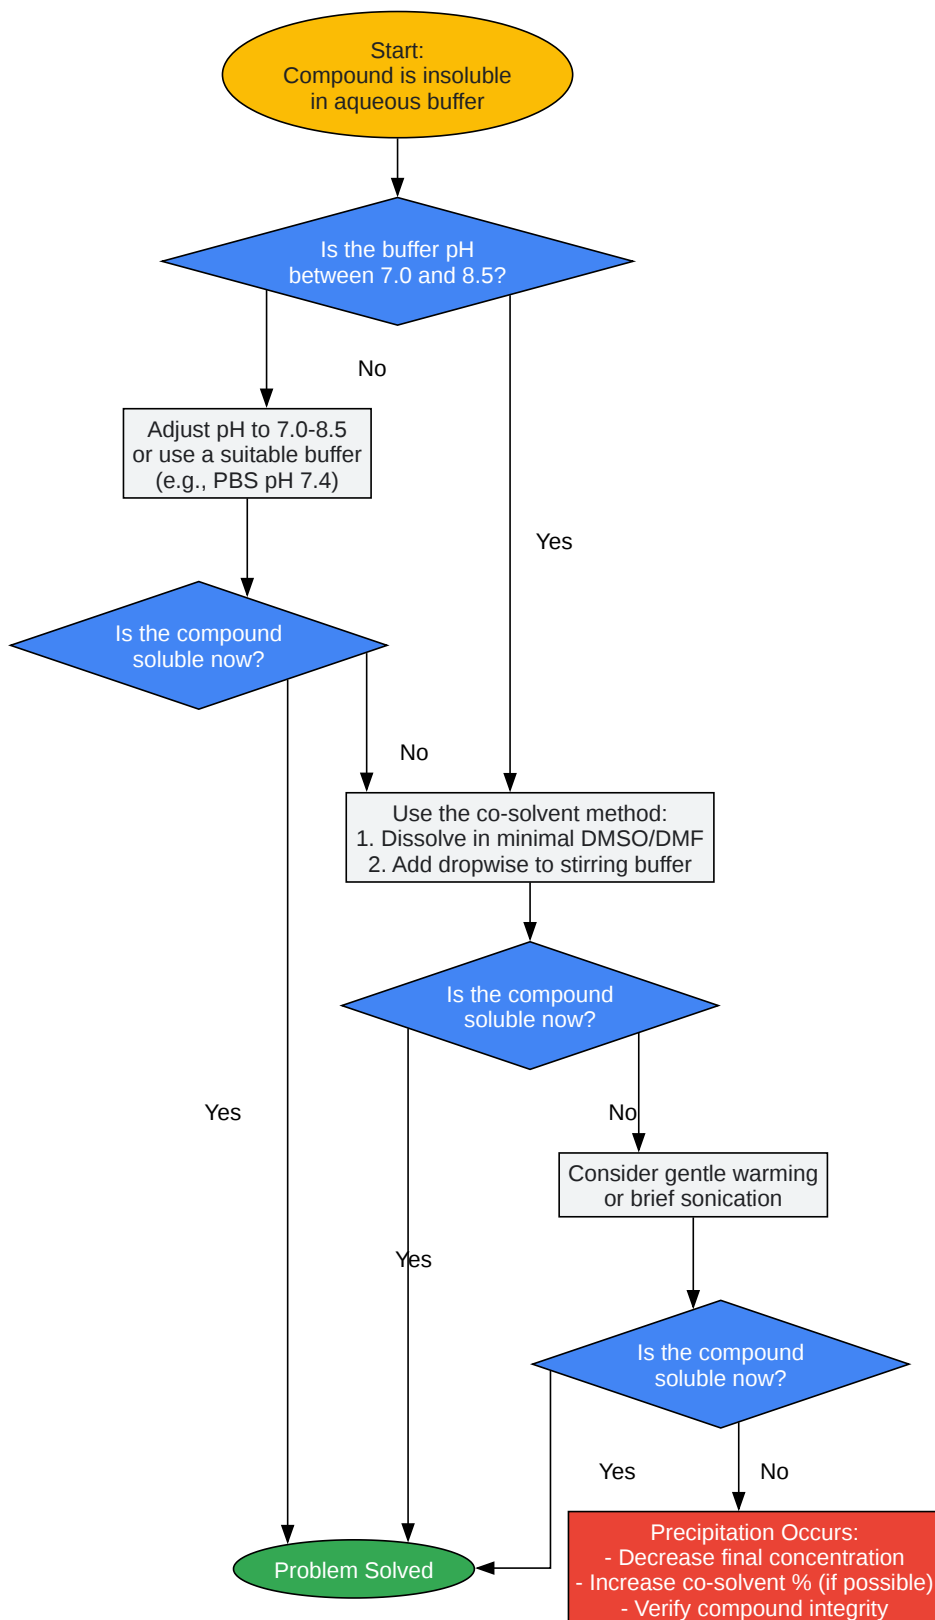 Start:
Compound is insoluble
in aqueous buffer
Is the buffer pH
between 7.0 and 8.5?
No
Adjust pH to 7.0-8.5
or use a suitable buffer
(e.g., PBS pH 7.4)
Yes
Is the compound
soluble now?
No
Use the co-solvent method:
1. Dissolve in minimal DMSO/DMF
2. Add dropwise to stirring buffer
Is the compound
soluble now?
Yes
No
Consider gentle warming
or brief sonication
Yes
Is the compound
soluble now?
Yes
No
Problem Solved
Precipitation Occurs:
- Decrease final concentration
- Increase co-solvent % (if possible)
- Verify compound integrity